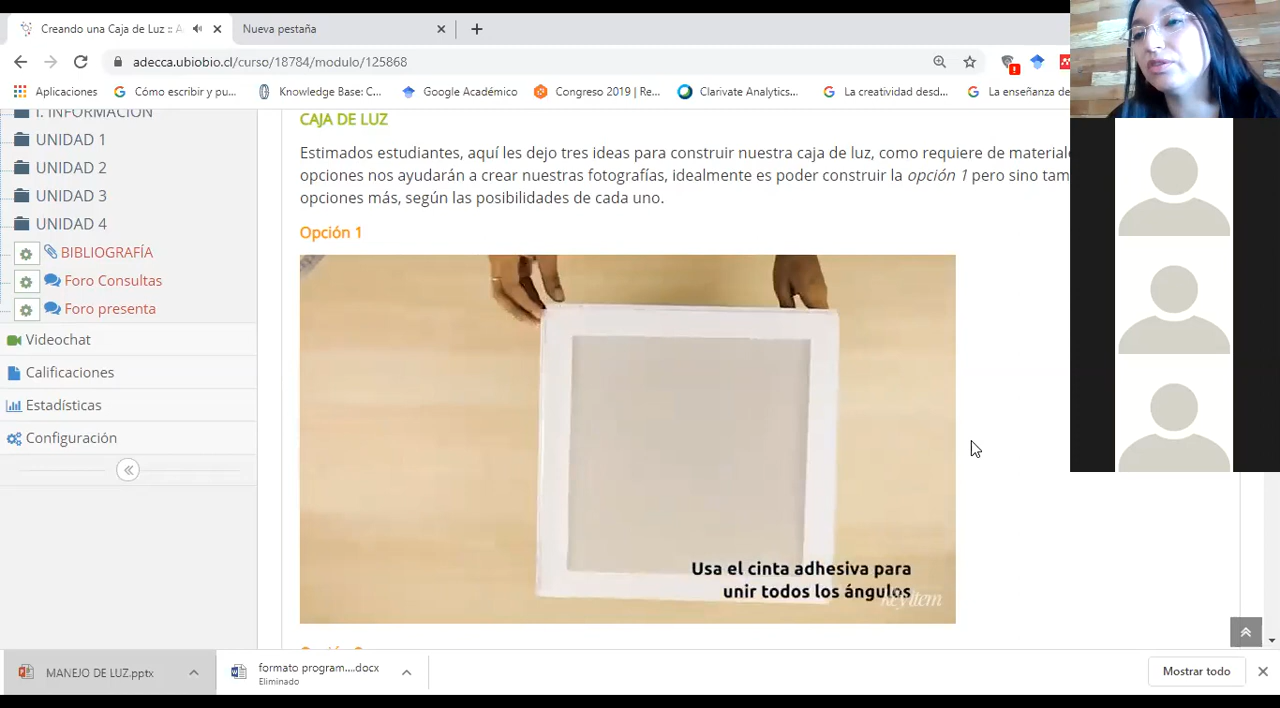 Creando una Caja de Luz :: A
Nueva pestaña
adecca.ubiobio.cl/curso/18784/modulo/125868
Aplicaciones
Cómo escribir y pu...
Knowledge Base: C...
Google Académico
Congreso 2019 | Re...
Clarivate Analytics...
La creatividad desd...
La enseñanza de
I. INFORMACIÓN
UNIDAD 1
UNIDAD 2
UNIDAD 3
UNIDAD 4
BIBLIOGRAFÍA
Foro Consultas
Foro presenta
Videochat
Calificaciones
Estadísticas
Configuración
CAJA DE LUZ
Estimados estudiantes, aquí les dejo tres ideas para construir nuestra caja de luz, como requiere de material
opciones nos ayudarán a crear nuestras fotografías, idealmente es poder construir la opción 1 pero sino tam
opciones más, según las posibilidades de cada uno.
Opción 1
Usa el cinta adhesiva para
unir todos los ángulos
keyitem
MANEJO DE LUZ.pptx
formato program....docx
Eliminado
Mostrar todo